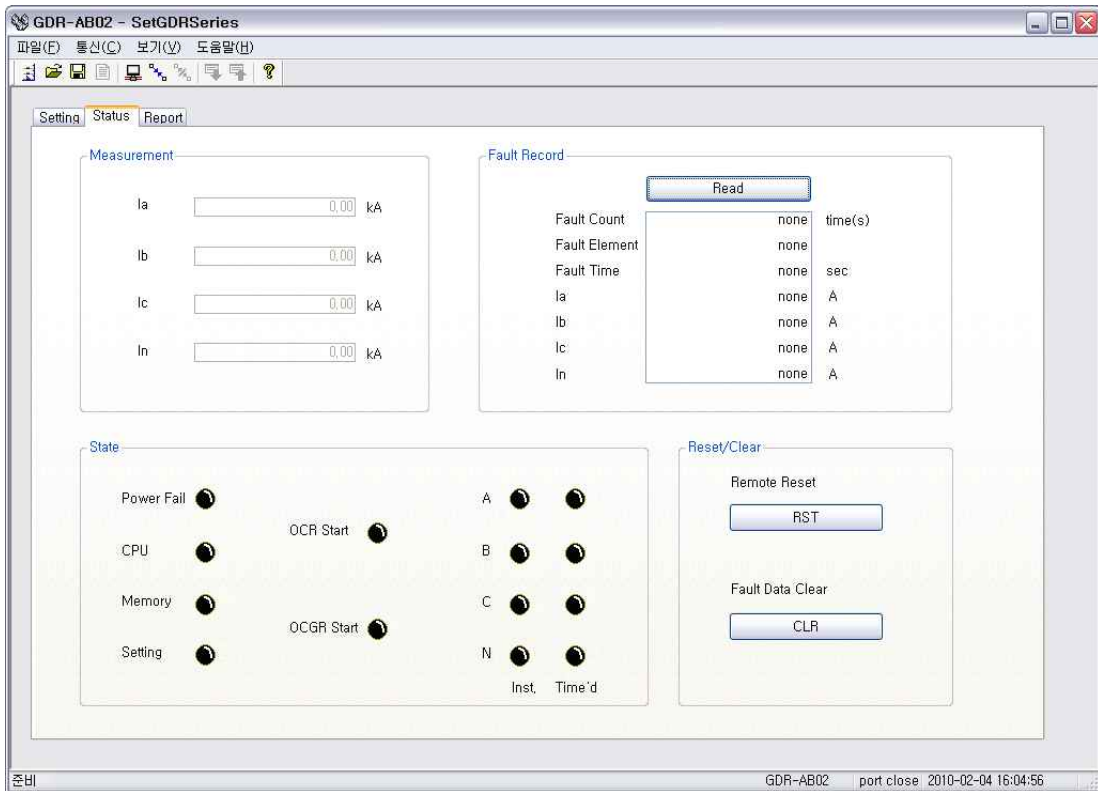 GDR-AB02 - SetGDRSeries
파일(F) 통신(C) 보기(V) 도움말(H)
Setting Status Report
Measurement
Ia 0,00 kA
Ib 0,00 kA
Ic 0,00 kA
In 0,00 kA
Fault Record
Read
Fault Count none time(s)
Fault Element none
Fault Time none sec
Ia none A
Ib none A
Ic none A
In none A
State
Power Fail
CPU
Memory
Setting
OCR Start
OCGR Start
A
B
C
N
Inst, Time'd
Reset/Clear
Remote Reset
RST
Fault Data Clear
CLR
준비 GDR-AB02 port close 2010-02-04 16:04:56